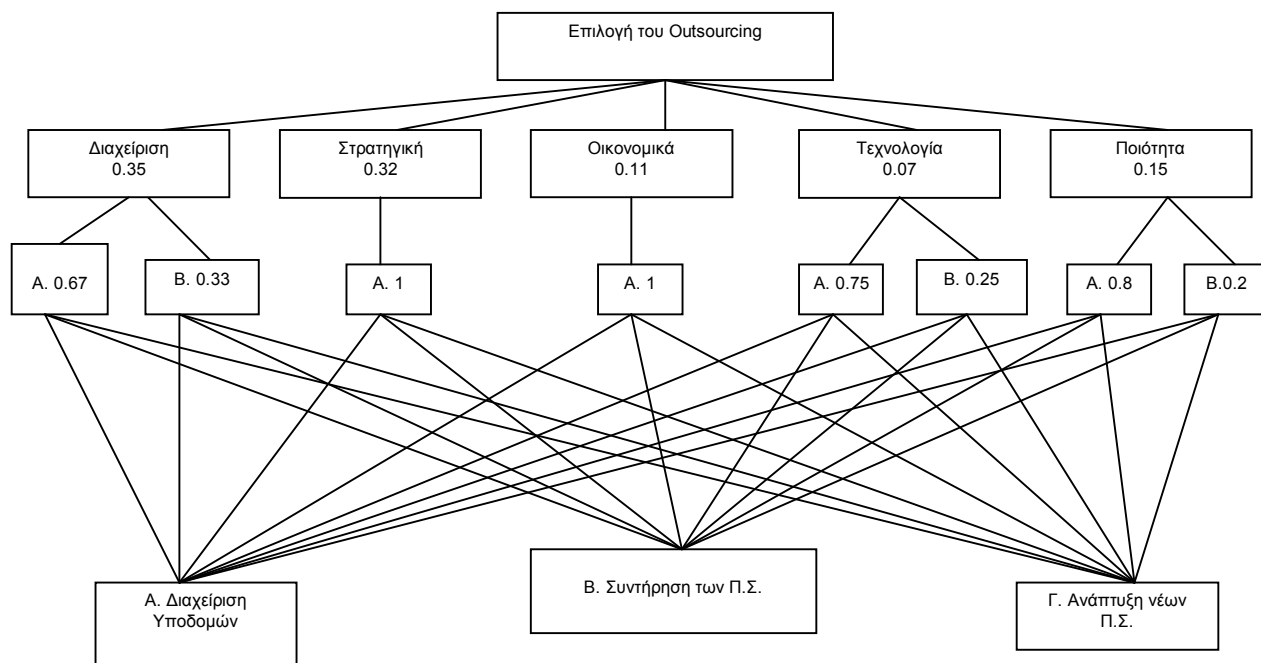 Επιλογή του Outsourcing
Διαχείριση
0.35
Στρατηγική
0.32
Οικονομικά
0.11
Τεχνολογία
0.07
Ποιότητα
0.15
Α. 0.67
Β. 0.33
Α. 1
Α. 1
Α. 0.75
Β. 0.25
Α. 0.8
Β.0.2
Α. Διαχείριση
Υποδομών
Β. Συντήρηση των Π.Σ.
Γ. Ανάπτυξη νέων
Π.Σ.